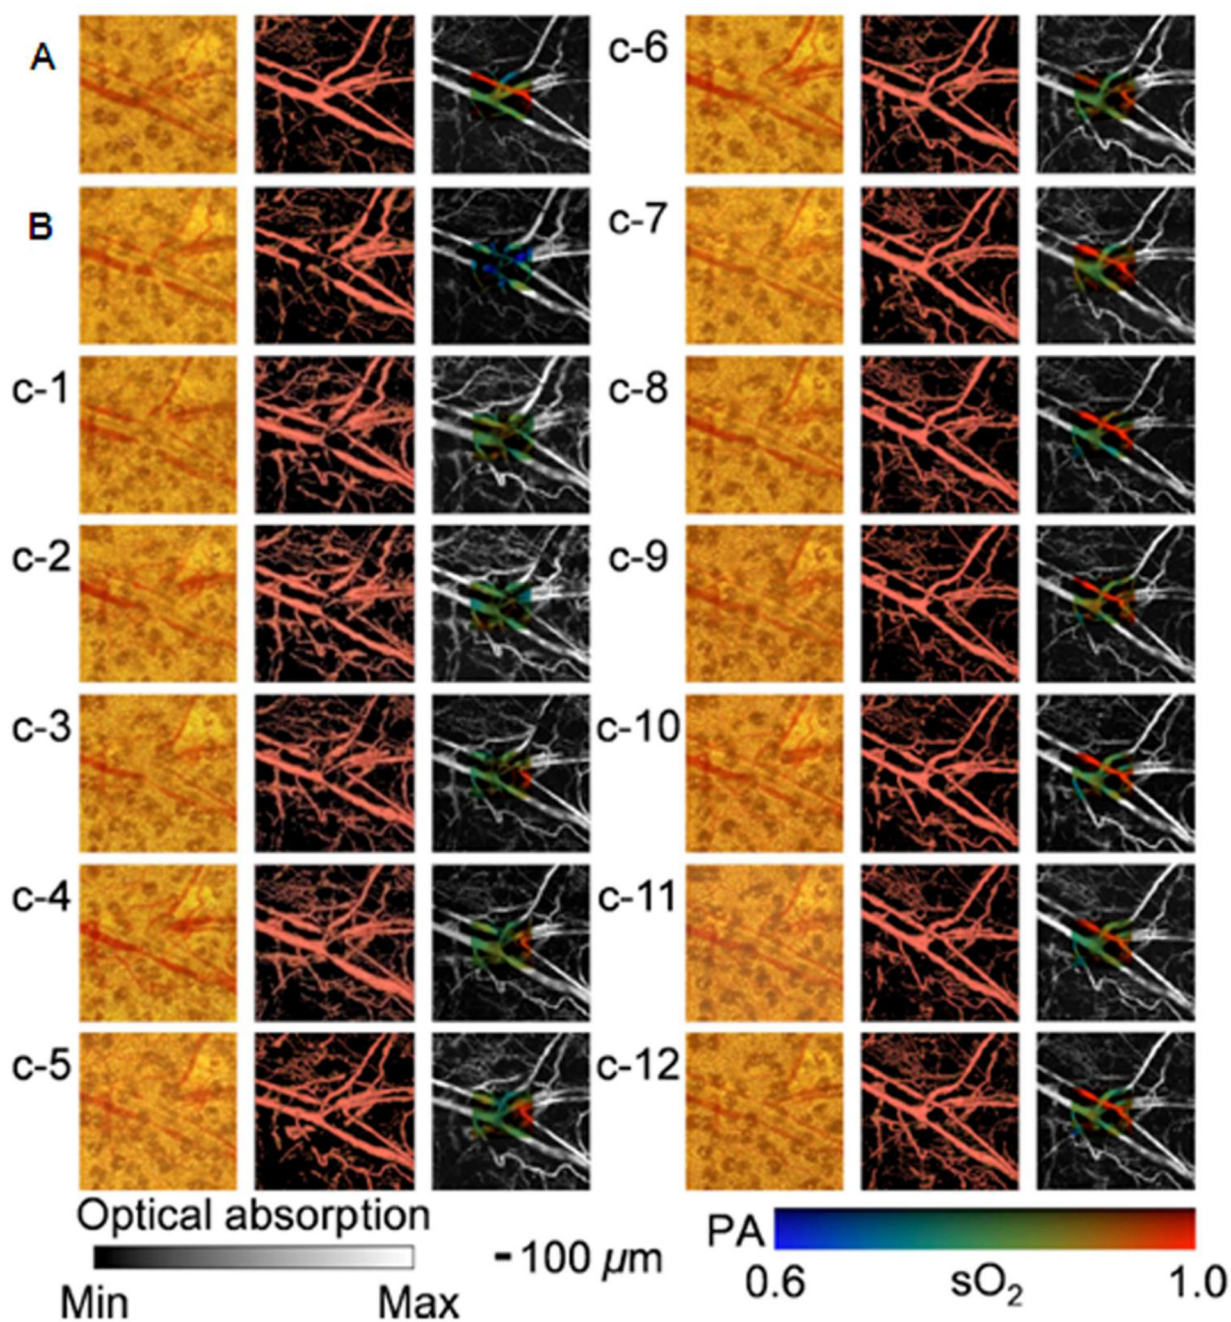 A
B
c-1
c-2
c-3
c-4
c-5
c-6
c-7
c-8
c-9
c-10
c-11
c-12
Optical absorption
Min Max
100 µm
PA
0.6 sO₂ 1.0